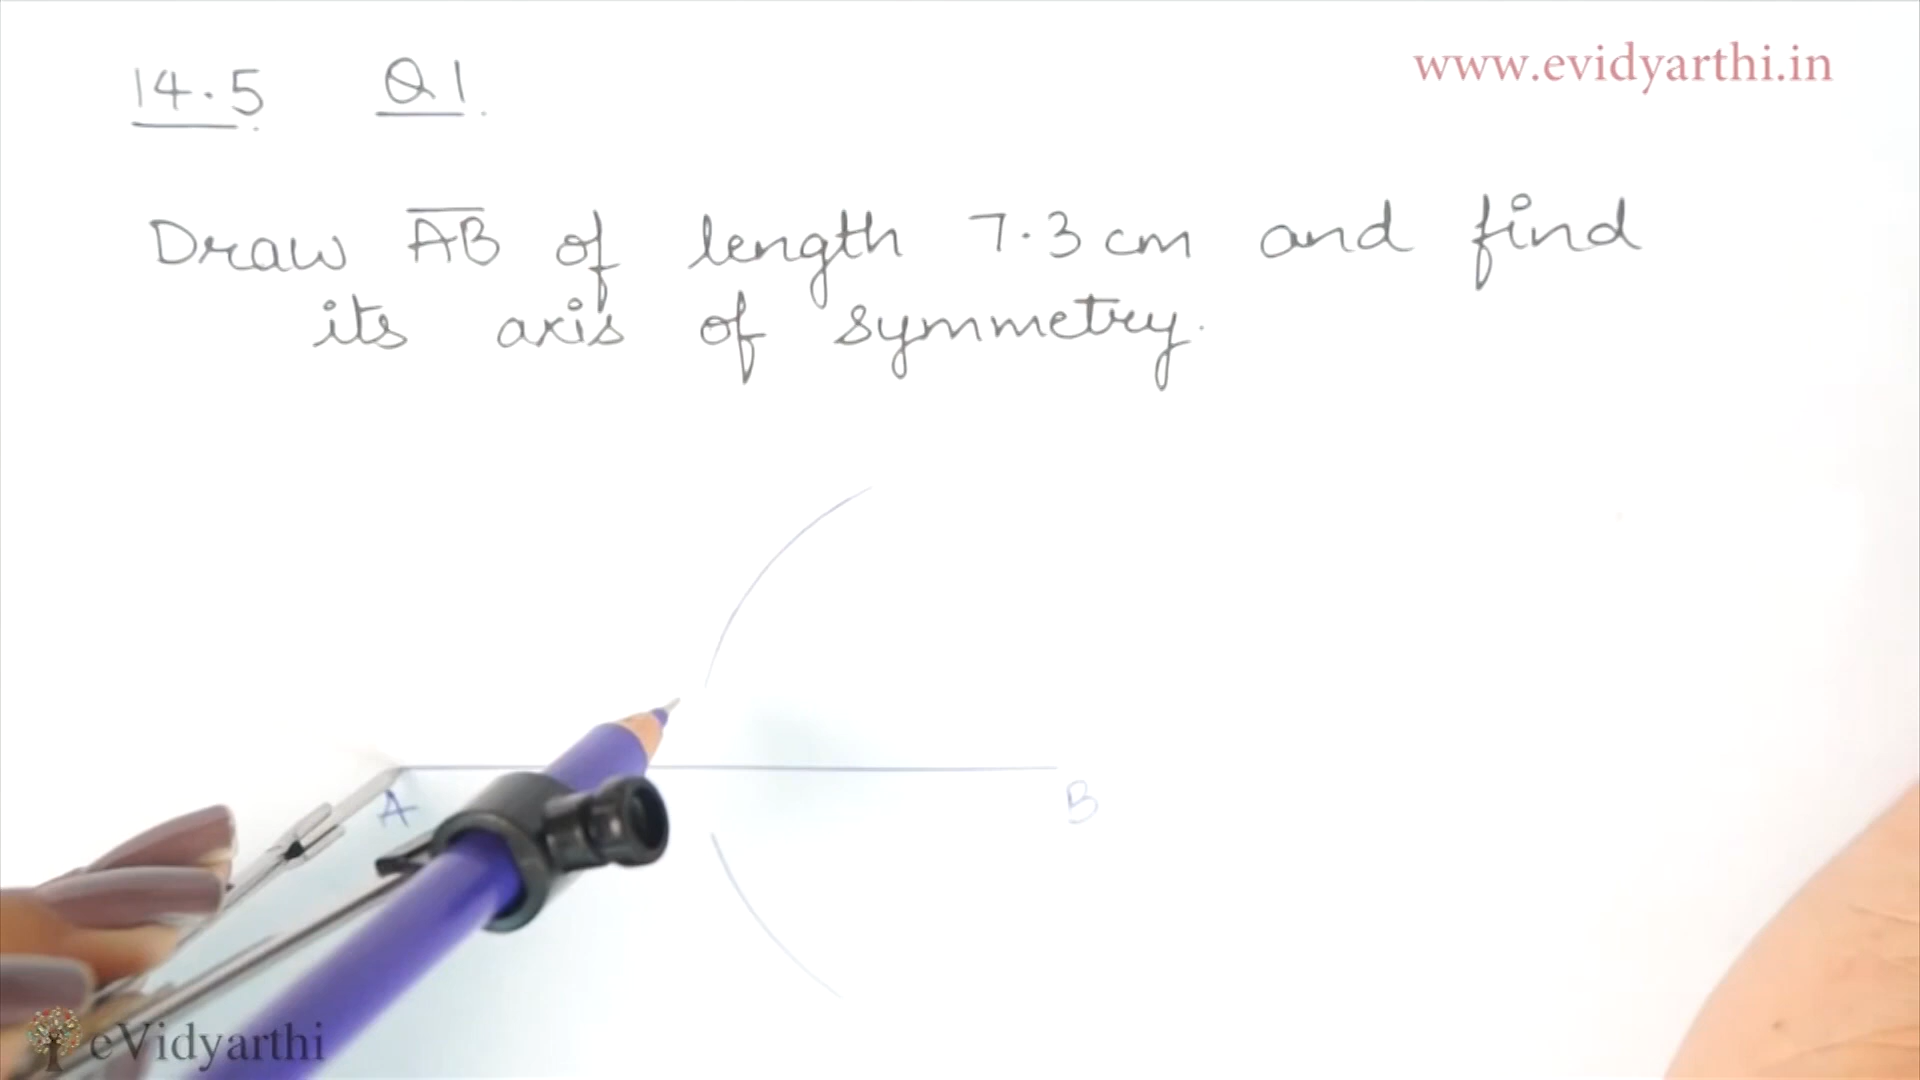 www.evidyarthi.in
14.5 Q1.
Draw AB of length 7.3 cm and find
its axis of symmetry.
A
B
eVidyarthi